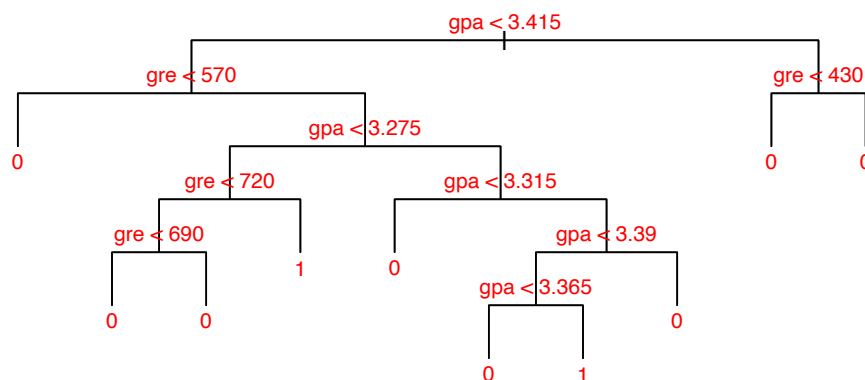 gpa < 3.415
gre < 570
gre < 430
gpa < 3.275
0
0
0
gre < 720
gpa < 3.315
gre < 690
gpa < 3.39
1
0
gpa < 3.365
0
0
0
0
1